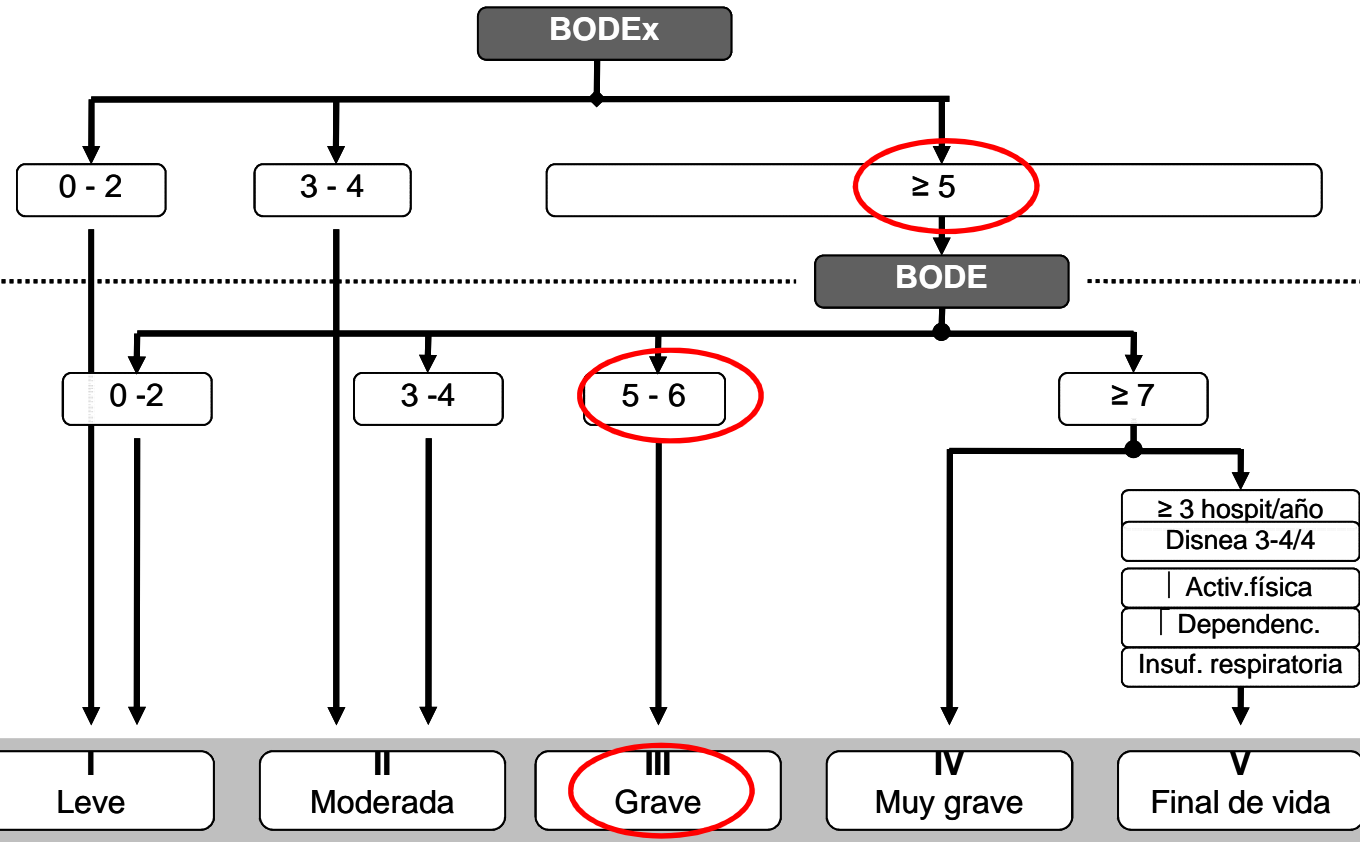 BODEx
0 - 2
3 - 4
≥ 5
BODE
0 -2
3 -4
5 - 6
≥ 7
≥ 3 hospit/año
Disnea 3-4/4
Activ.física
Dependenc.
Insuf. respiratoria
I
Leve
II
Moderada
III
Grave
IV
Muy grave
V
Final de vida